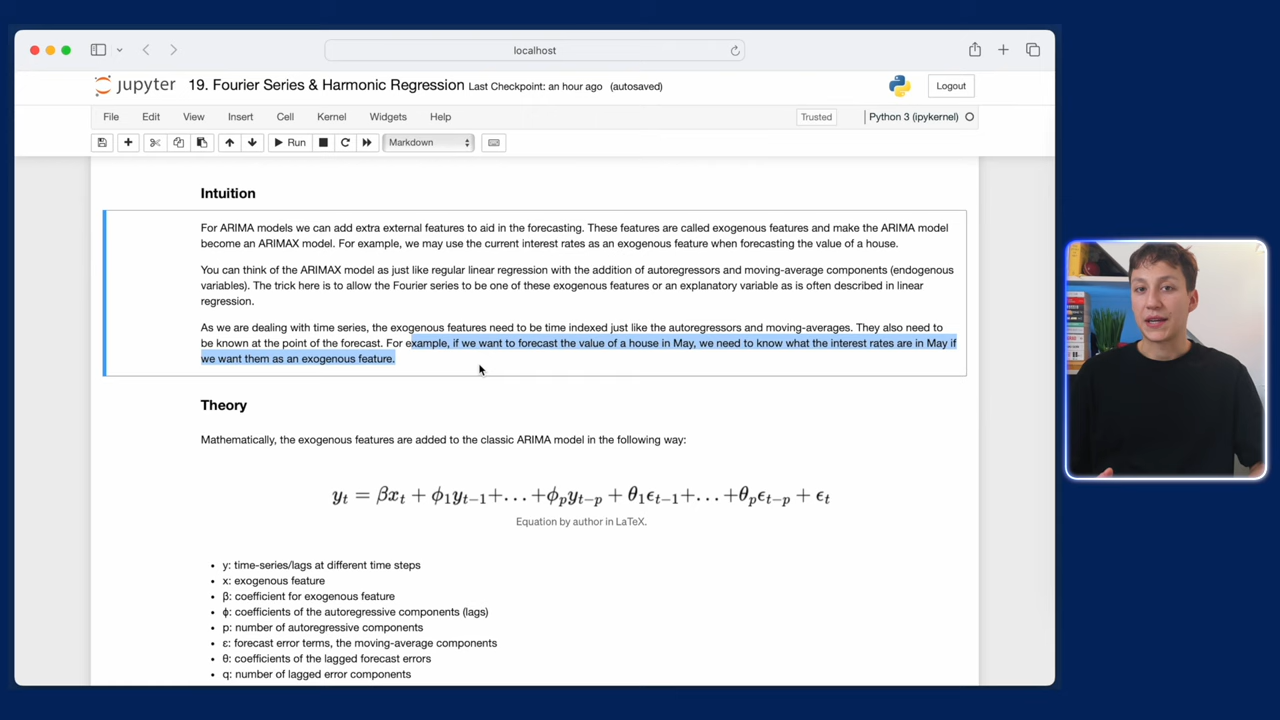 localhost
jupyter 19. Fourier Series & Harmonic Regression Last Checkpoint: an hour ago (autosaved)
Logout
File Edit View Insert Cell Kernel Widgets Help
Trusted
Python 3 (ipykernel)
Run
Markdown
Intuition
For ARIMA models we can add extra external features to aid in the forecasting. These features are called exogenous features and make the ARIMA model
become an ARIMAX model. For example, we may use the current interest rates as an exogenous feature when forecasting the value of a house.
You can think of the ARIMAX model as just like regular linear regression with the addition of autoregressors and moving-average components (endogenous
variables). The trick here is to allow the Fourier series to be one of these exogenous features or an explanatory variable as is often described in linear
regression.
As we are dealing with time series, the exogenous features need to be time indexed just like the autoregressors and moving-averages. They also need to
be known at the point of the forecast. For example, if we want to forecast the value of a house in May, we need to know what the interest rates are in May if
we want them as an exogenous feature.
Theory
Mathematically, the exogenous features are added to the classic ARIMA model in the following way:
yₜ = βxₜ + ϕ₁yₜ₋₁+…+ϕₚyₜ₋ₚ + θ₁ϵₜ₋₁+…+θₚϵₜ₋ₚ + ϵₜ
Equation by author in LaTeX.
• y: time-series/lags at different time steps
• x: exogenous feature
• β: coefficient for exogenous feature
• ϕ: coefficients of the autoregressive components (lags)
• p: number of autoregressive components
• ε: forecast error terms, the moving-average components
• θ: coefficients of the lagged forecast errors
• q: number of lagged error components